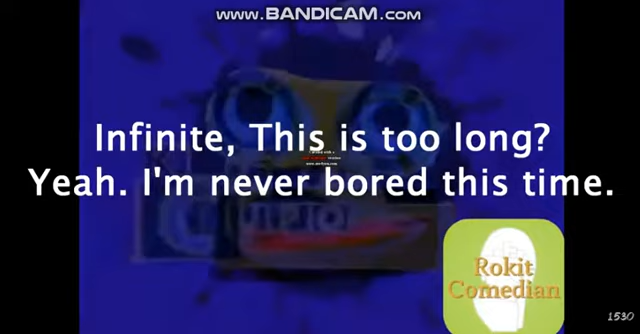 www.BANDICAM.com
Infinite, This is too long?
Yeah. I'm never bored this time.
Rokit
Comedian
1530